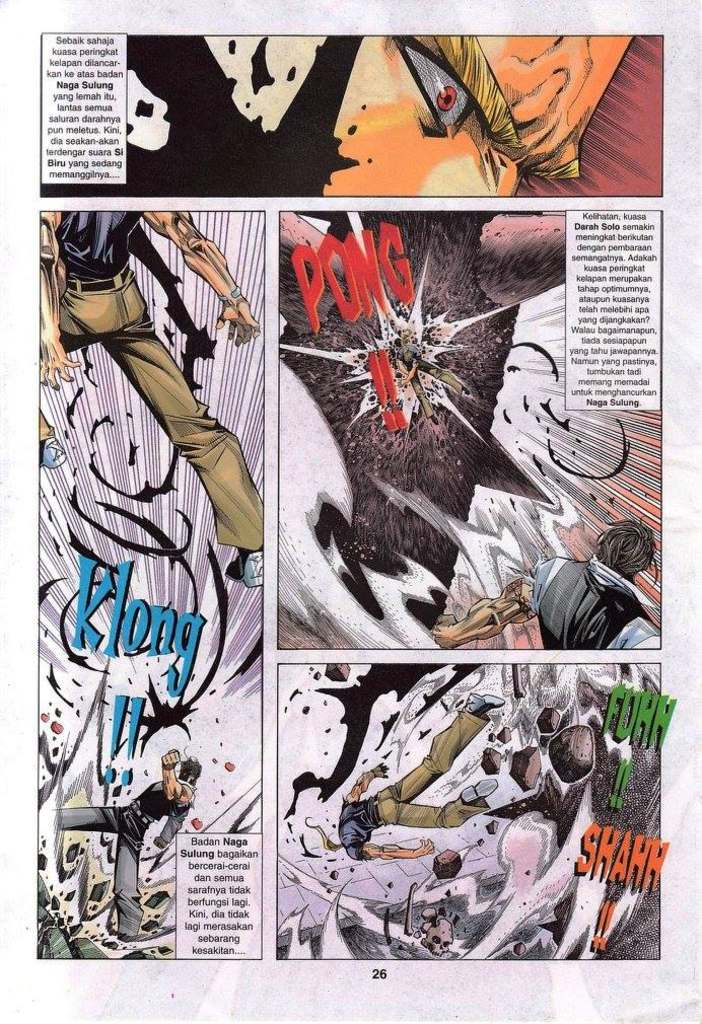 Sebaik sahaja
kuasa peringkat
kelapan dilancar-
kan ke atas badan
Naga Sulung
yang lemah itu,
lantas semua
saluran darahnya
pun meletus. Kini,
dia seakan-akan
terdengar suara Si
Biru yang sedang
memanggilnya....
PONG
!!
Kelihatan, kuasa
Darah Solo semakin
meningkat berikutan
dengan pembaraan
semangatnya. Adakah
kuasa peringkat
kelapan merupakan
tahap optimumnya,
ataupun kuasanya
telah melebihi apa
yang dijangkakan?
Walau bagaimanapun,
tiada sesiapapun
yang tahu jawapannya.
Namun yang pastinya,
tumbukan tadi
memang memadai
untuk menghancurkan
Naga Sulung.
Klong
!!
Badan Naga
Sulung bagaikan
bercerai-cerai
dan semua
sarafnya tidak
berfungsi lagi.
Kini, dia tidak
lagi merasakan
sebarang
kesakitan....
FUHH
!!
SHAHH
!!
26